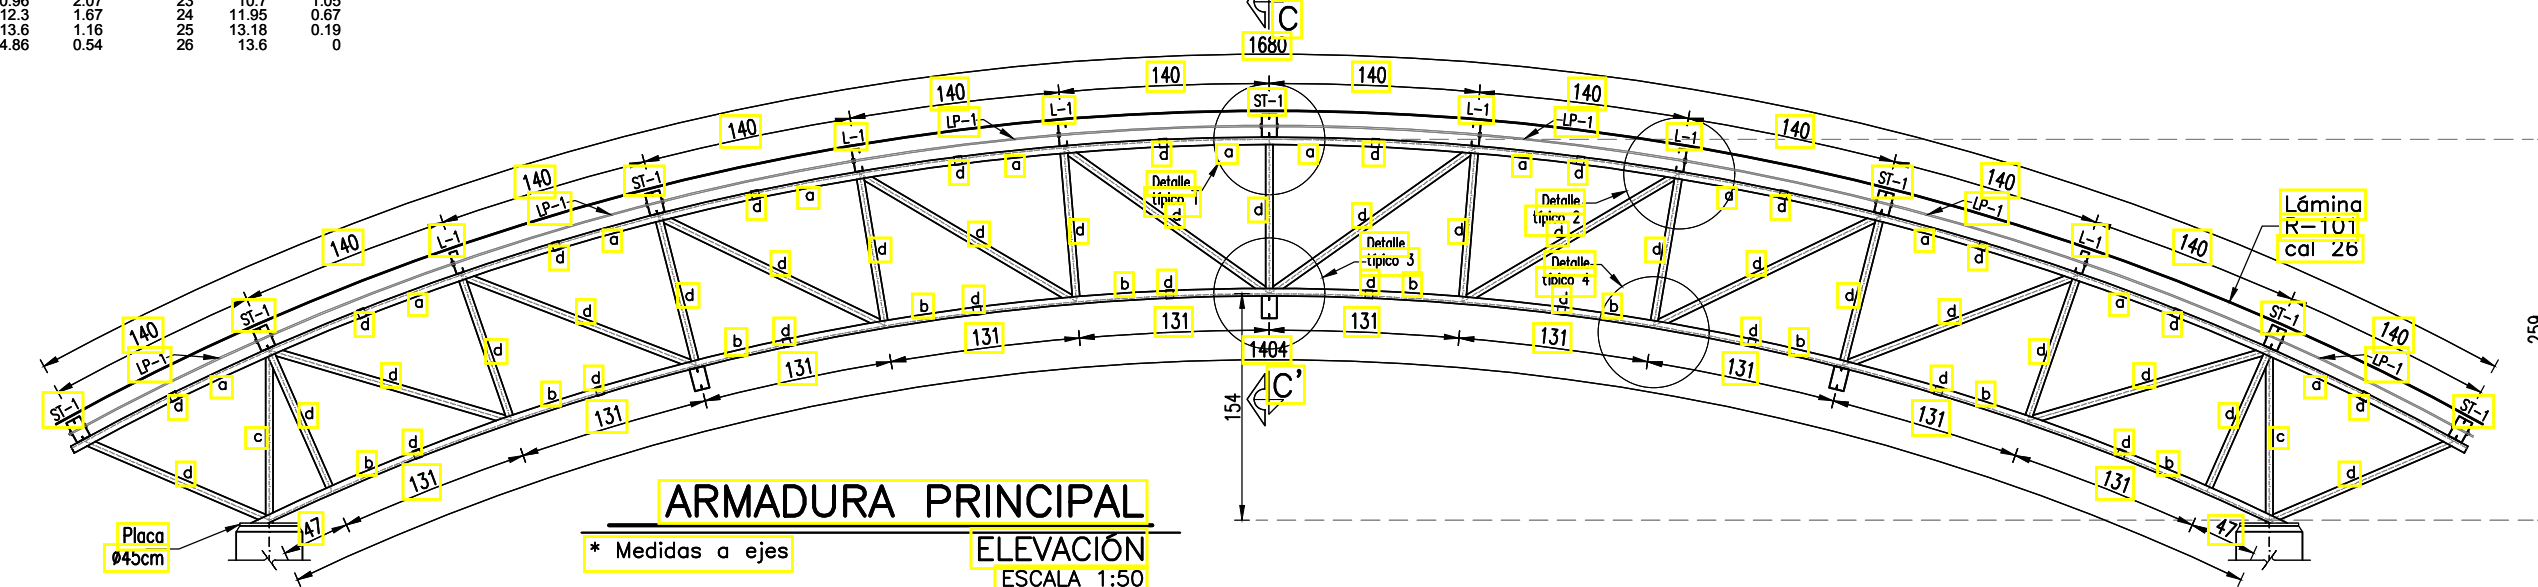 0.96 2.07 23 10.7 1.05
12.3 1.67 24 11.95 0.67
13.6 1.16 25 13.18 0.19
4.86 0.54 26 13.6 0
C
1680
140 140 140 140 140 140 140 140 140 140 140 140
ST-1 L-1 L-1 ST-1 L-1 L-1 ST-1 L-1 L-1 ST-1 L-1 ST-1 ST-1
LP-1 LP-1 LP-1 LP-1 LP-1 LP-1
d a d a d a d a d a a d a d d d a d a d a d
Detalle
típico 1
Detalle
típico 2
Detalle
típico 3
Detalle
típico 4
Lámina
R-101
cal 26
d c d d d d d d d d d d d d d d d d d d d d d d c d
b d b d b d b d b d d b d b d b d b d b
47 131 131 131 131 131 131 131 131 131 131 47
1404
C'
154
259
Placa
ø45cm
ARMADURA PRINCIPAL
* Medidas a ejes
ELEVACIÓN
ESCALA 1:50